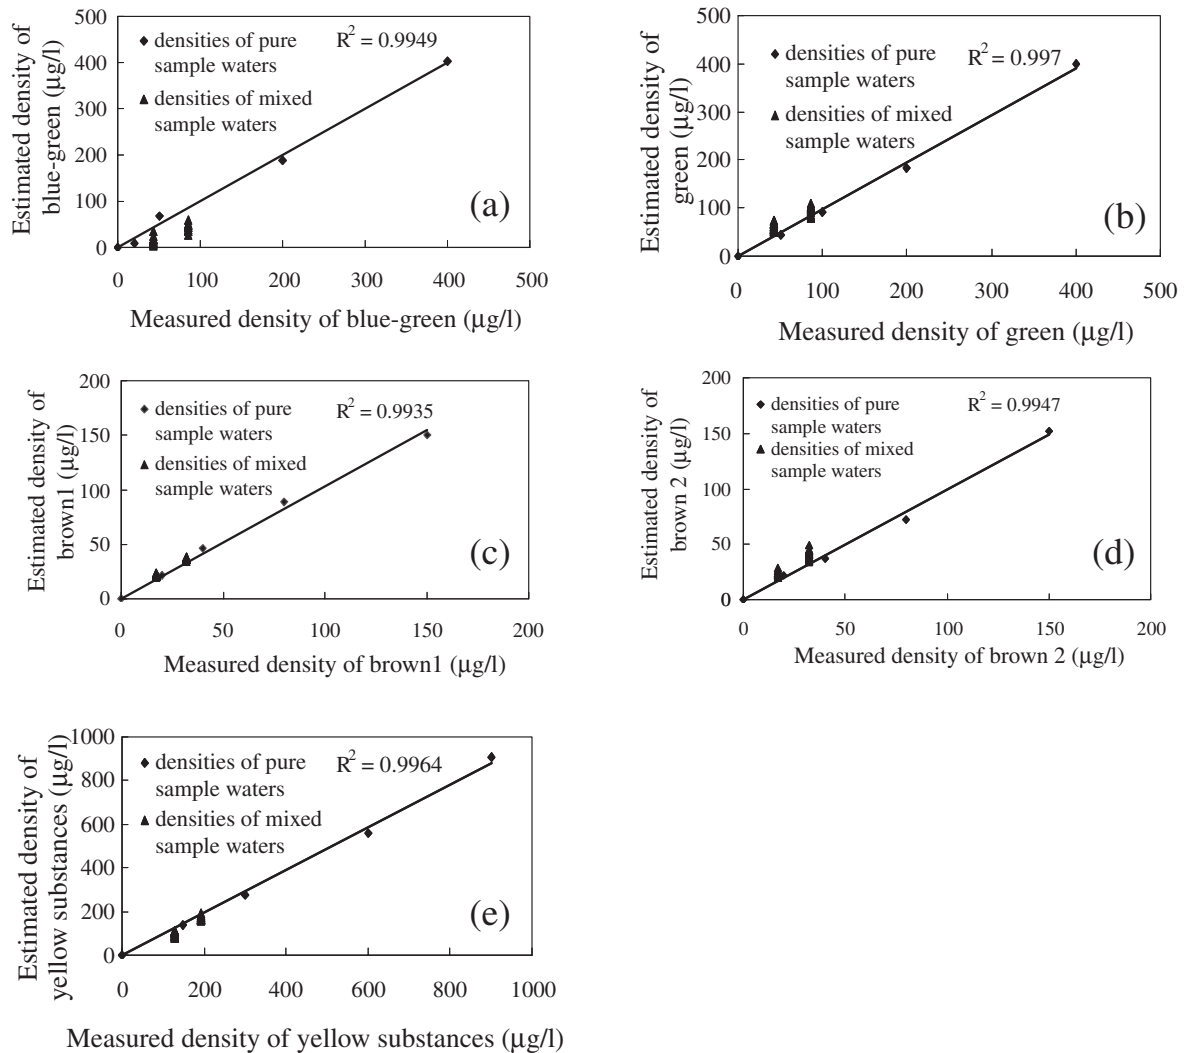 Estimated density of
blue-green (µg/l)
500
400
300
200
100
0
densities of pure
sample waters
densities of mixed
sample waters
R² = 0.9949
(a)
0 100 200 300 400 500
Measured density of blue-green (µg/l)
Estimated density of
green (µg/l)
500
400
300
200
100
0
densities of pure
sample waters
densities of mixed
sample waters
R² = 0.997
(b)
0 100 200 300 400 500
Measured density of green (µg/l)
Estimated density of
brown1 (µg/l)
200
150
100
50
0
densities of pure
sample waters
densities of mixed
sample waters
R² = 0.9935
(c)
0 50 100 150 200
Measured density of brown1 (µg/l)
Estimated density of
brown 2 (µg/l)
200
150
100
50
0
densities of pure
sample waters
densities of mixed
sample waters
R² = 0.9947
(d)
0 50 100 150 200
Measured density of brown 2 (µg/l)
Estimated density of
yellow substances (µg/l)
1000
800
600
400
200
0
densities of pure
sample waters
densities of mixed
sample waters
R² = 0.9964
(e)
0 200 400 600 800 1000
Measured density of yellow substances (µg/l)